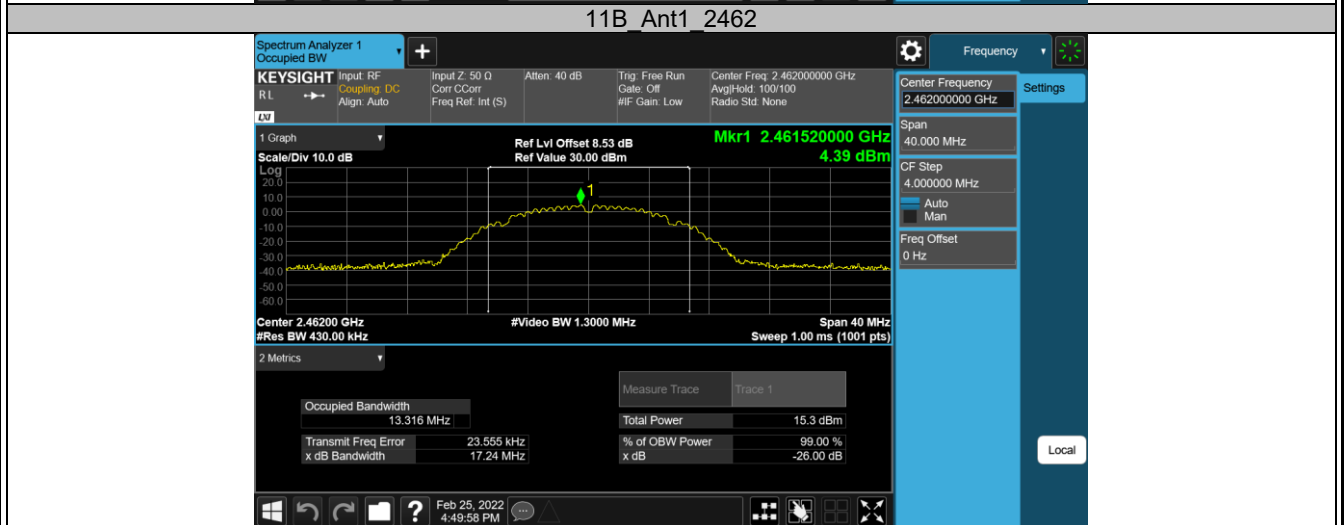 11B_Ant1_2462
Spectrum Analyzer 1
Occupied BW
Frequency
KEYSIGHT
RL
LXI
Input: RF
Coupling: DC
Align: Auto
Input Z: 50 Ω
Corr CCorr
Freq Ref: Int (S)
Atten: 40 dB
Trig: Free Run
Gate: Off
#IF Gain: Low
Center Freq: 2.462000000 GHz
Avg|Hold: 100/100
Radio Std: None
1 Graph
Scale/Div 10.0 dB
Log
Ref Lvl Offset 8.53 dB
Ref Value 30.00 dBm
Mkr1 2.461520000 GHz
4.39 dBm
1
20.0
10.0
0.00
-10.0
-20.0
-30.0
-40.0
-50.0
-60.0
Center 2.46200 GHz
#Res BW 430.00 kHz
#Video BW 1.3000 MHz
Span 40 MHz
Sweep 1.00 ms (1001 pts)
2 Metrics
Measure Trace Trace 1
Occupied Bandwidth
13.316 MHz
Total Power 15.3 dBm
Transmit Freq Error 23.555 kHz
% of OBW Power 99.00 %
x dB Bandwidth 17.24 MHz
x dB -26.00 dB
Center Frequency
2.462000000 GHz
Settings
Span
40.000 MHz
CF Step
4.000000 MHz
Auto
Man
Freq Offset
0 Hz
Local
?
Feb 25, 2022
4:49:58 PM